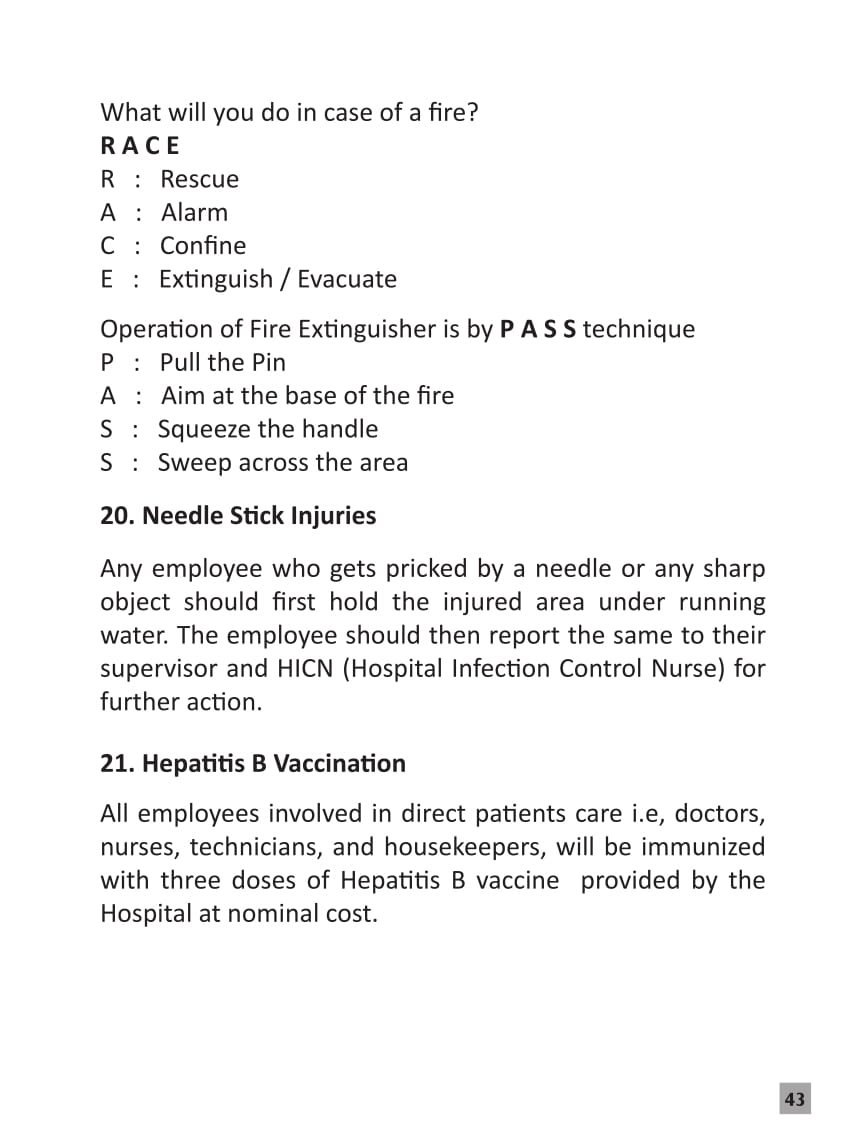 What will you do in case of a fire?
R A C E
R : Rescue
A : Alarm
C : Confine
E : Extinguish / Evacuate
Operation of Fire Extinguisher is by P A S S technique
P : Pull the Pin
A : Aim at the base of the fire
S : Squeeze the handle
S : Sweep across the area
20. Needle Stick Injuries
Any employee who gets pricked by a needle or any sharp
object should first hold the injured area under running
water. The employee should then report the same to their
supervisor and HICN (Hospital Infection Control Nurse) for
further action.
21. Hepatitis B Vaccination
All employees involved in direct patients care i.e, doctors,
nurses, technicians, and housekeepers, will be immunized
with three doses of Hepatitis B vaccine provided by the
Hospital at nominal cost.
43